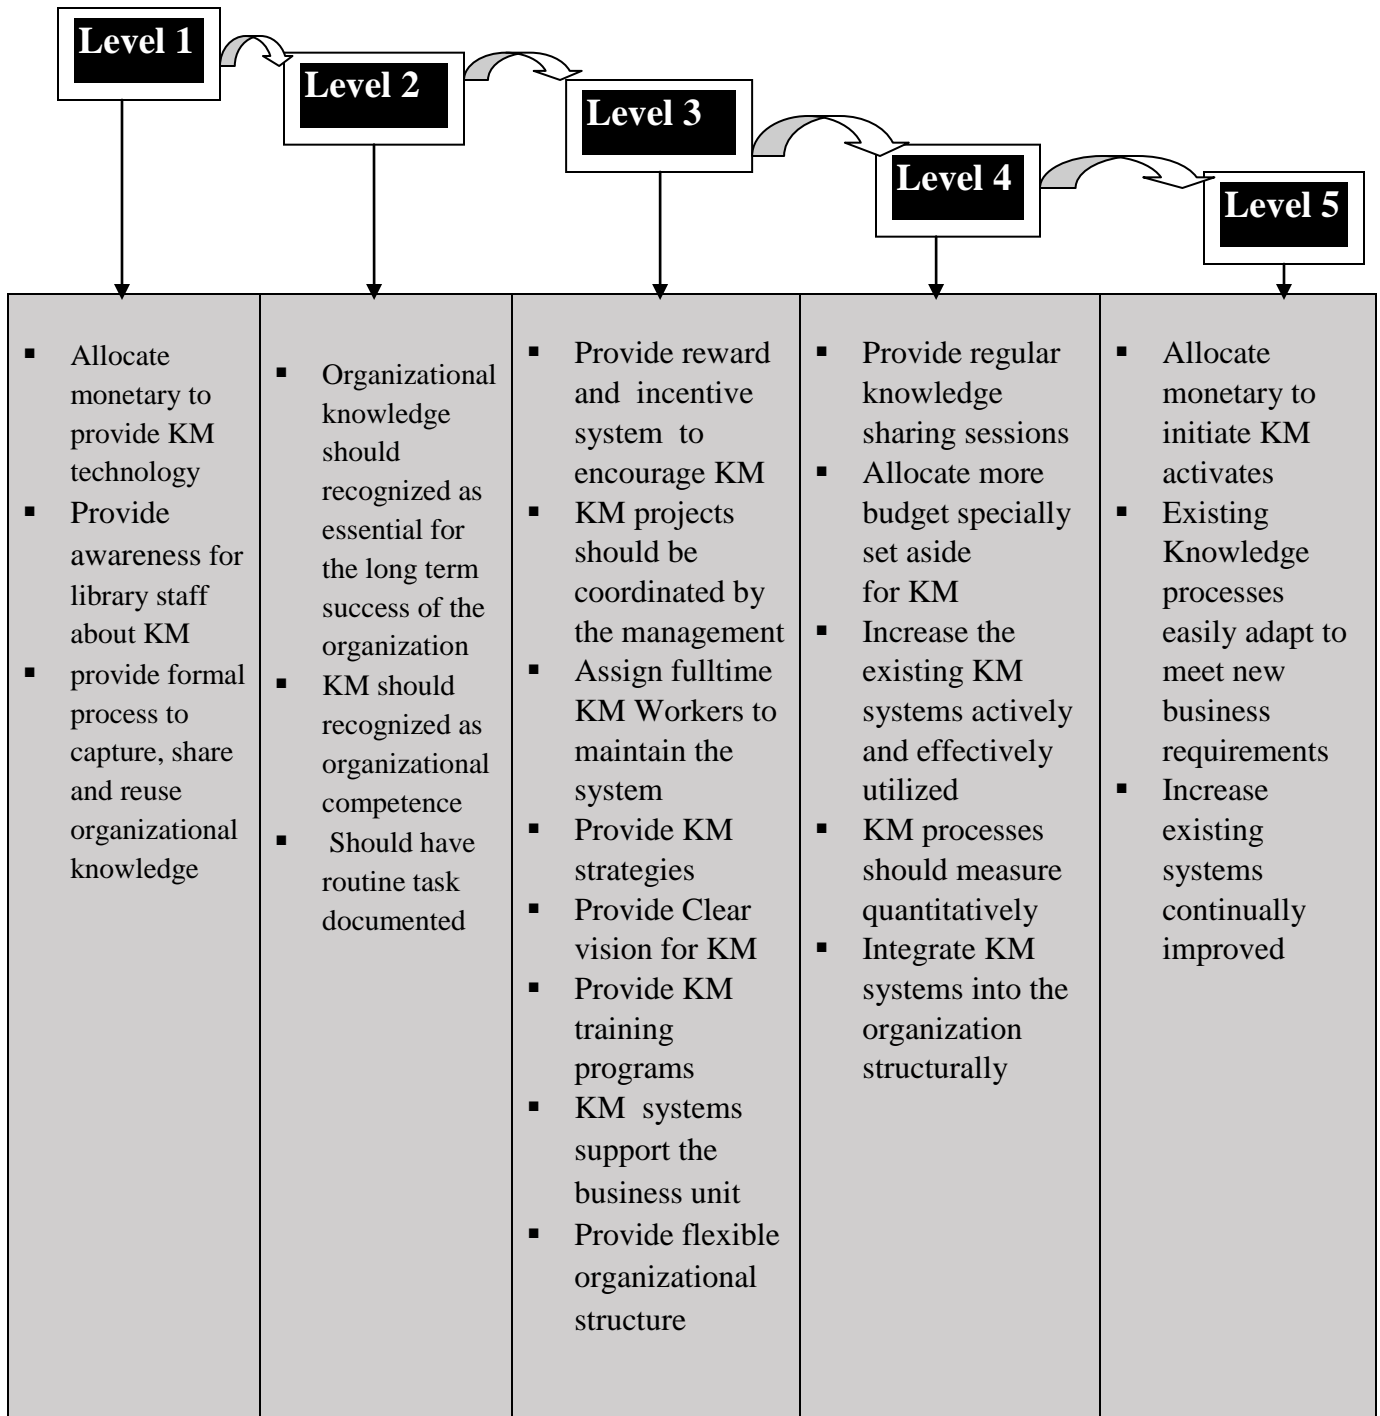 Level 1
Level 2
Level 3
Level 4
Level 5
▪ Allocate
monetary to
provide KM
technology
▪ Provide
awareness for
library staff
about KM
▪ provide formal
process to
capture, share
and reuse
organizational
knowledge
▪ Organizational
knowledge
should
recognized as
essential for
the long term
success of the
organization
▪ KM should
recognized as
organizational
competence
▪ Should have
routine task
documented
▪ Provide reward
and incentive
system to
encourage KM
▪ KM projects
should be
coordinated by
the management
▪ Assign fulltime
KM Workers to
maintain the
system
▪ Provide KM
strategies
▪ Provide Clear
vision for KM
▪ Provide KM
training
programs
▪ KM systems
support the
business unit
▪ Provide flexible
organizational
structure
▪ Provide regular
knowledge
sharing sessions
▪ Allocate more
budget specially
set aside
for KM
▪ Increase the
existing KM
systems actively
and effectively
utilized
▪ KM processes
should measure
quantitatively
▪ Integrate KM
systems into the
organization
structurally
▪ Allocate
monetary to
initiate KM
activates
▪ Existing
Knowledge
processes
easily adapt to
meet new
business
requirements
▪ Increase
existing
systems
continually
improved